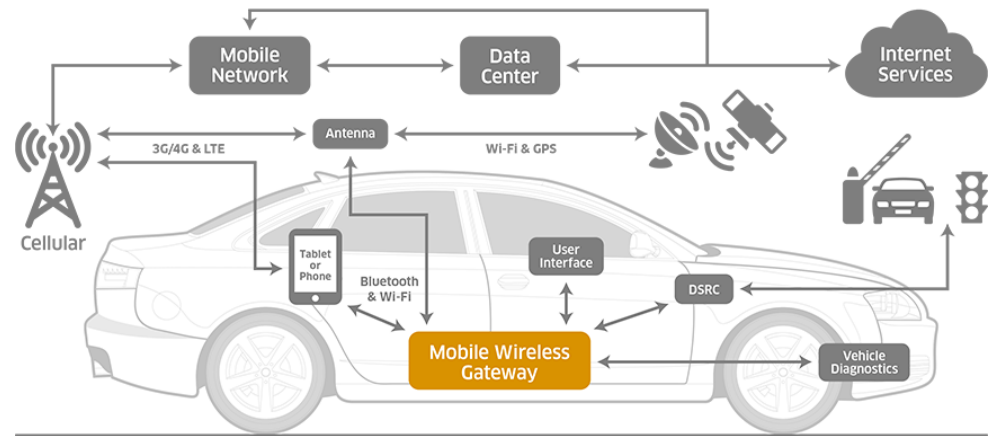 Mobile
Network
Data
Center
Internet
Services
Antenna
3G/4G & LTE
Wi-Fi & GPS
Cellular
Tablet
or
Phone
Bluetooth
& Wi-Fi
User
Interface
DSRC
Mobile Wireless
Gateway
Vehicle
Diagnostics